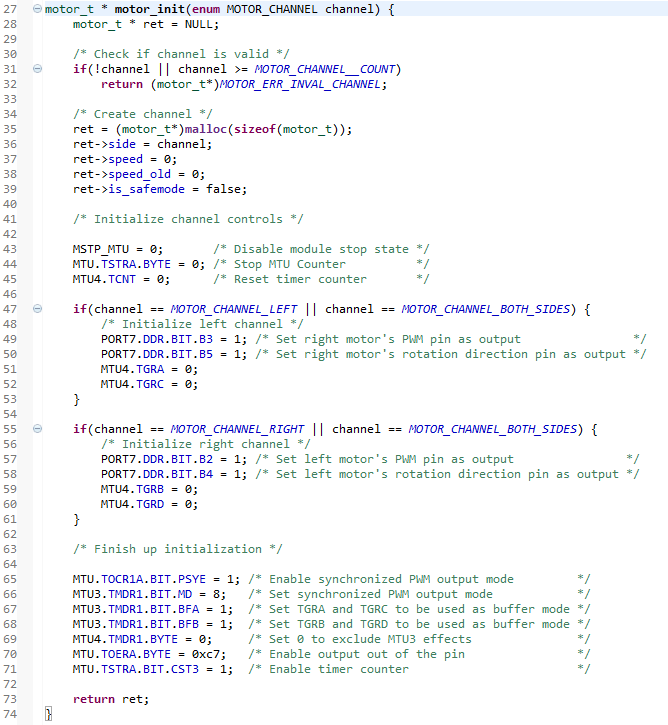 27 motor_t * motor_init(enum MOTOR_CHANNEL channel) {
28     motor_t * ret = NULL;
29
30     /* Check if channel is valid */
31     if(!channel || channel >= MOTOR_CHANNEL__COUNT)
32         return (motor_t*)MOTOR_ERR_INVAL_CHANNEL;
33
34     /* Create channel */
35     ret = (motor_t*)malloc(sizeof(motor_t));
36     ret->side = channel;
37     ret->speed = 0;
38     ret->speed_old = 0;
39     ret->is_safemode = false;
40
41     /* Initialize channel controls */
42
43     MSTP_MTU = 0;       /* Disable module stop state */
44     MTU.TSTRA.BYTE = 0; /* Stop MTU Counter          */
45     MTU4.TCNT = 0;      /* Reset timer counter       */
46
47     if(channel == MOTOR_CHANNEL_LEFT || channel == MOTOR_CHANNEL_BOTH_SIDES) {
48         /* Initialize left channel */
49         PORT7.DDR.BIT.B3 = 1; /* Set right motor's PWM pin as output                */
50         PORT7.DDR.BIT.B5 = 1; /* Set right motor's rotation direction pin as output */
51         MTU4.TGRA = 0;
52         MTU4.TGRC = 0;
53     }
54
55     if(channel == MOTOR_CHANNEL_RIGHT || channel == MOTOR_CHANNEL_BOTH_SIDES) {
56         /* Initialize right channel */
57         PORT7.DDR.BIT.B2 = 1; /* Set left motor's PWM pin as output                */
58         PORT7.DDR.BIT.B4 = 1; /* Set left motor's rotation direction pin as output */
59         MTU4.TGRB = 0;
60         MTU4.TGRD = 0;
61     }
62
63     /* Finish up initialization */
64
65     MTU.TOCR1A.BIT.PSYE = 1; /* Enable synchronized PWM output mode         */
66     MTU3.TMDR1.BIT.MD = 8;   /* Set synchronized PWM output mode            */
67     MTU3.TMDR1.BIT.BFA = 1;  /* Set TGRA and TGRC to be used as buffer mode */
68     MTU3.TMDR1.BIT.BFB = 1;  /* Set TGRB and TGRD to be used as buffer mode */
69     MTU4.TMDR1.BYTE = 0;     /* Set 0 to exclude MTU3 effects               */
70     MTU.TOERA.BYTE = 0xc7;   /* Enable output out of the pin                */
71     MTU.TSTRA.BIT.CST3 = 1;  /* Enable timer counter                        */
72
73     return ret;
74 }